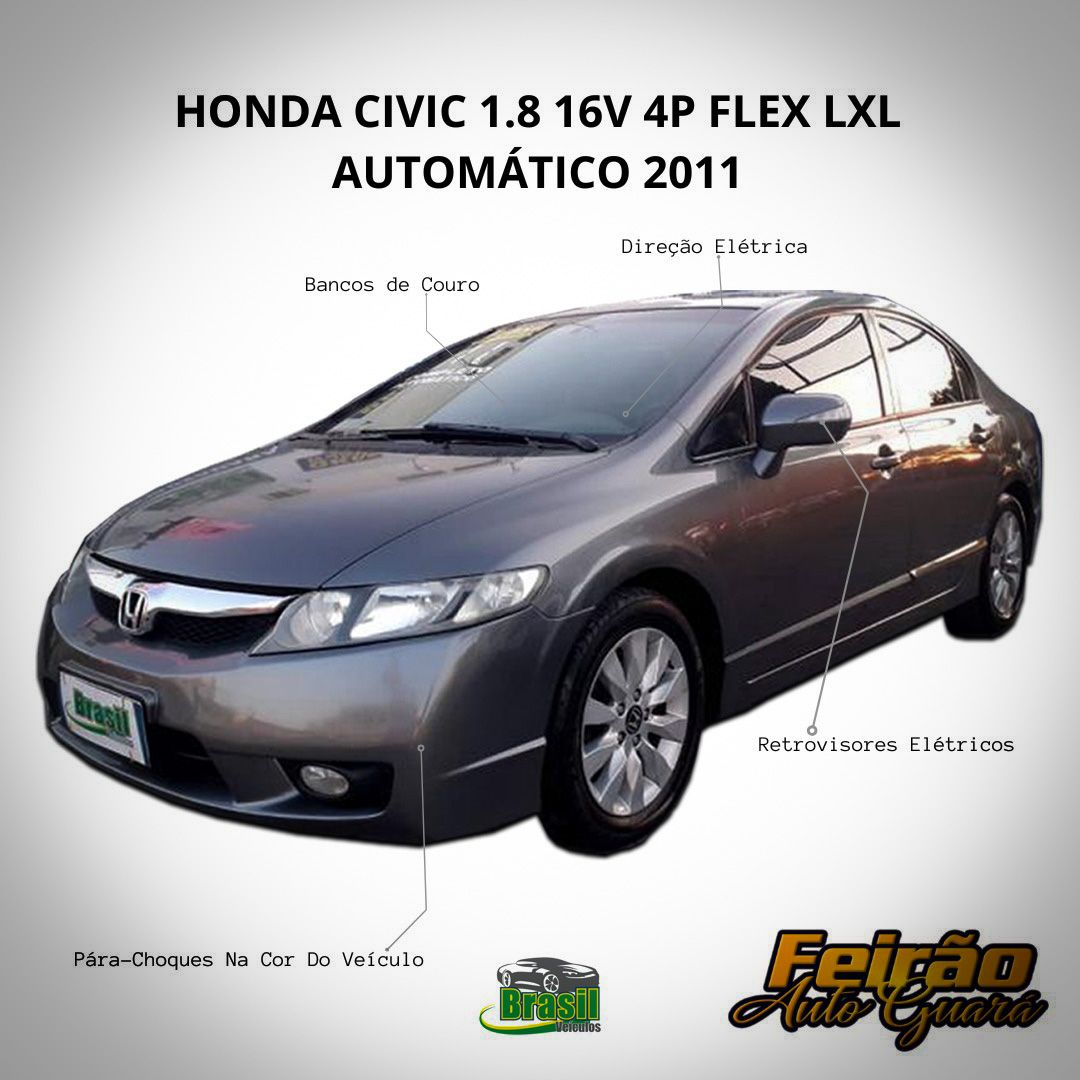 HONDA CIVIC 1.8 16V 4P FLEX LXL
AUTOMÁTICO 2011
Direção Elétrica
Bancos de Couro
Brasil
Retrovisores Elétricos
Pára-Choques Na Cor Do Veículo
Brasil
Veículos
Feirão
Auto Guará